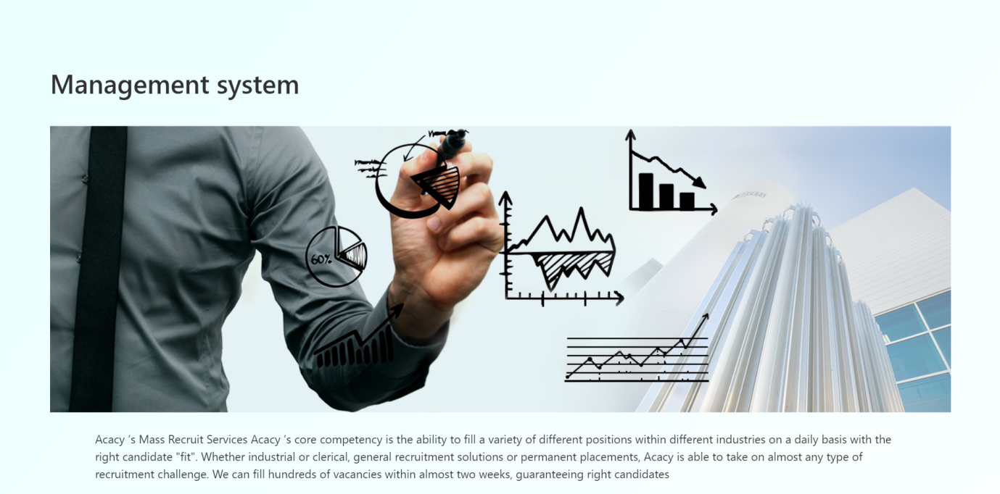 Management system
60%
Acacy ‘s Mass Recruit Services Acacy ‘s core competency is the ability to fill a variety of different positions within different industries on a daily basis with the
right candidate "fit". Whether industrial or clerical, general recruitment solutions or permanent placements, Acacy is able to take on almost any type of
recruitment challenge. We can fill hundreds of vacancies within almost two weeks, guaranteeing right candidates